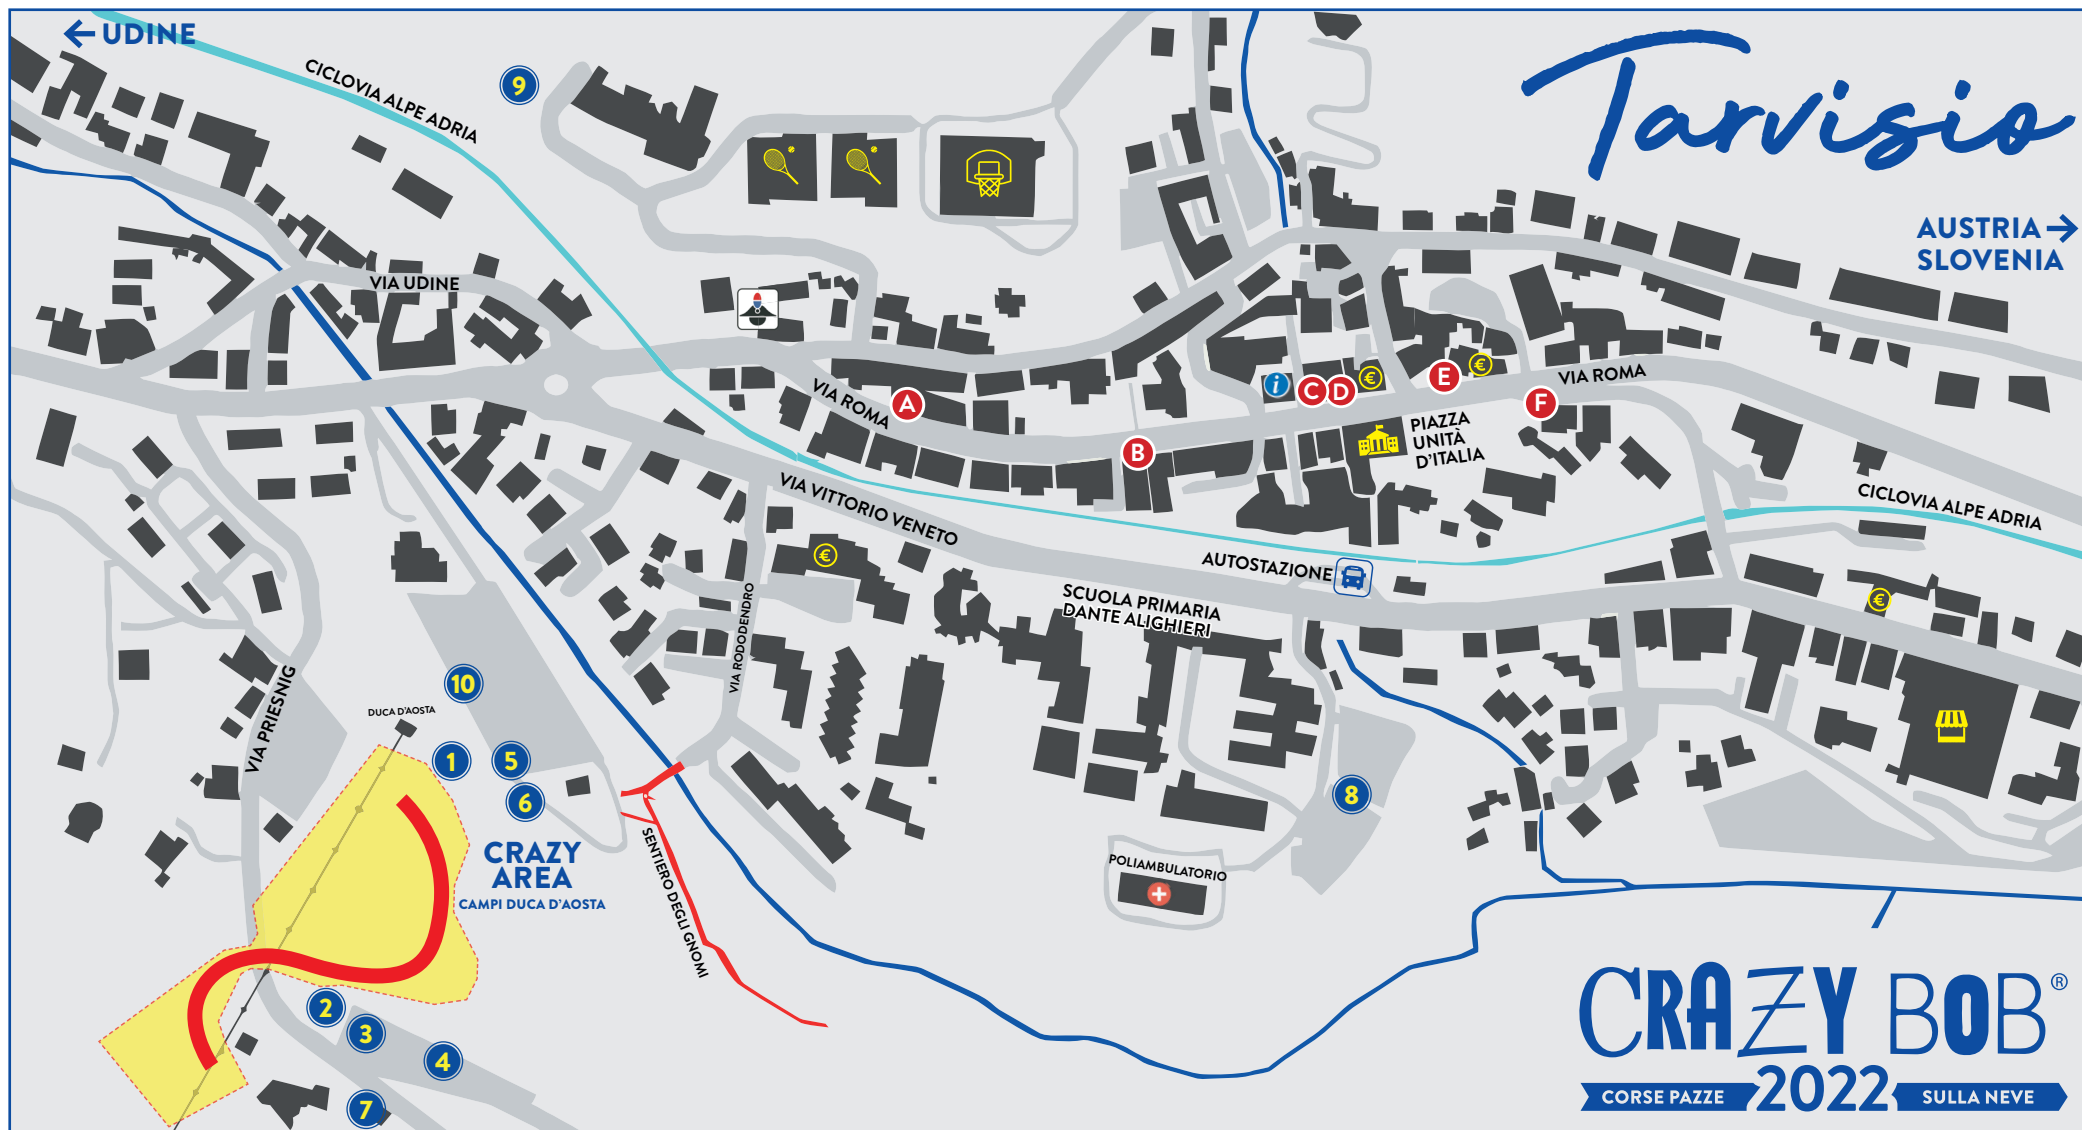 ← UDINE
CICLOVIA ALPE ADRIA
9
Tarvisio
AUSTRIA →
SLOVENIA
VIA UDINE
VIA ROMA
A
B
i
C
D
€
E
€
F
VIA ROMA
PIAZZA
UNITÀ
D'ITALIA
VIA VITTORIO VENETO
CICLOVIA ALPE ADRIA
€
AUTOSTAZIONE
SCUOLA PRIMARIA
DANTE ALIGHIERI
€
VIA RODODENDRO
VIA PRIESNIG
10
DUCA D'AOSTA
1
5
6
8
CRAZY
AREA
CAMPI DUCA D'AOSTA
SENTIERO DEGLI GNOMI
POLIAMBULATORIO
2
3
4
7
CRAZY BOB®
CORSE PAZZE 2022 SULLA NEVE